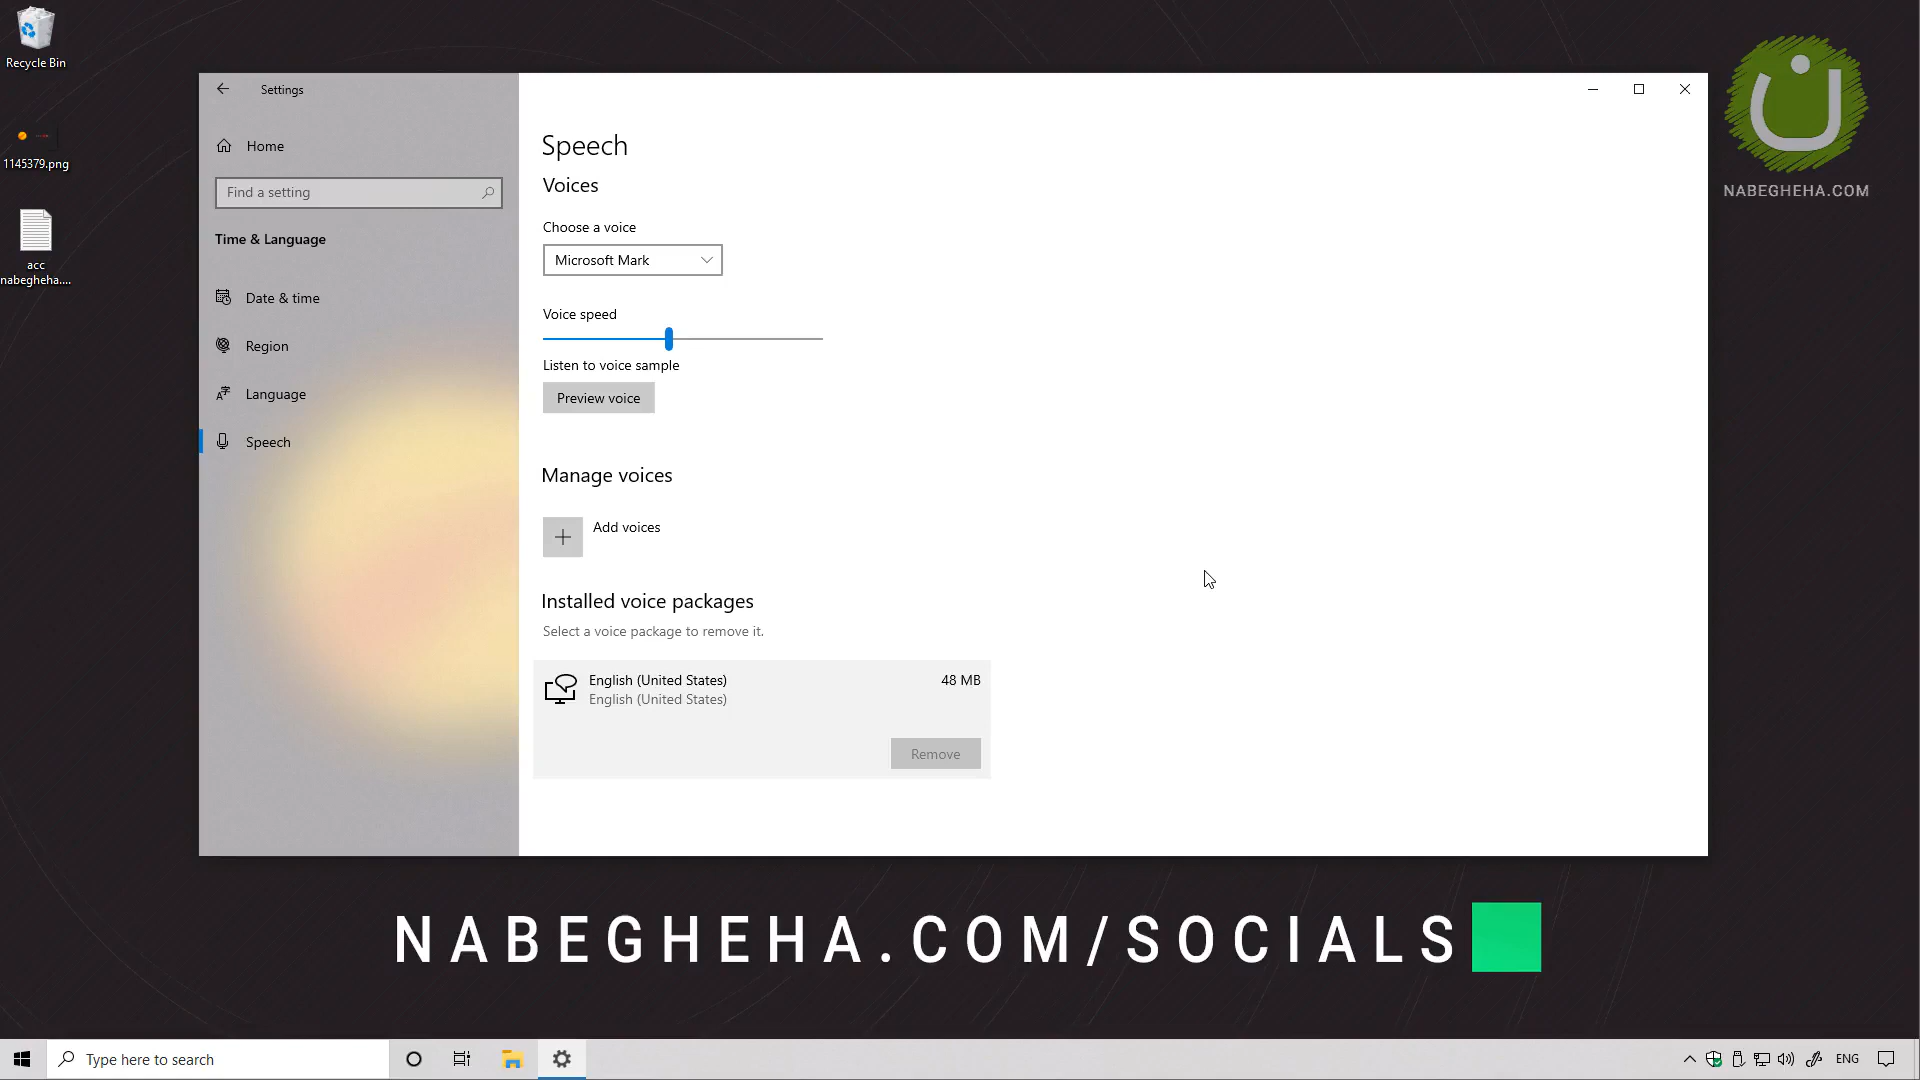 Recycle Bin
1145379.png
acc
nabegheha....
Settings
Home
Find a setting
Time & Language
Date & time
Region
Language
Speech
Speech
Voices
Choose a voice
Microsoft Mark
Voice speed
Listen to voice sample
Preview voice
Manage voices
Add voices
Installed voice packages
Select a voice package to remove it.
English (United States) 48 MB
English (United States)
Remove
NABEGHEHA.COM
NABEGHEHA.COM/SOCIALS
Type here to search
ENG